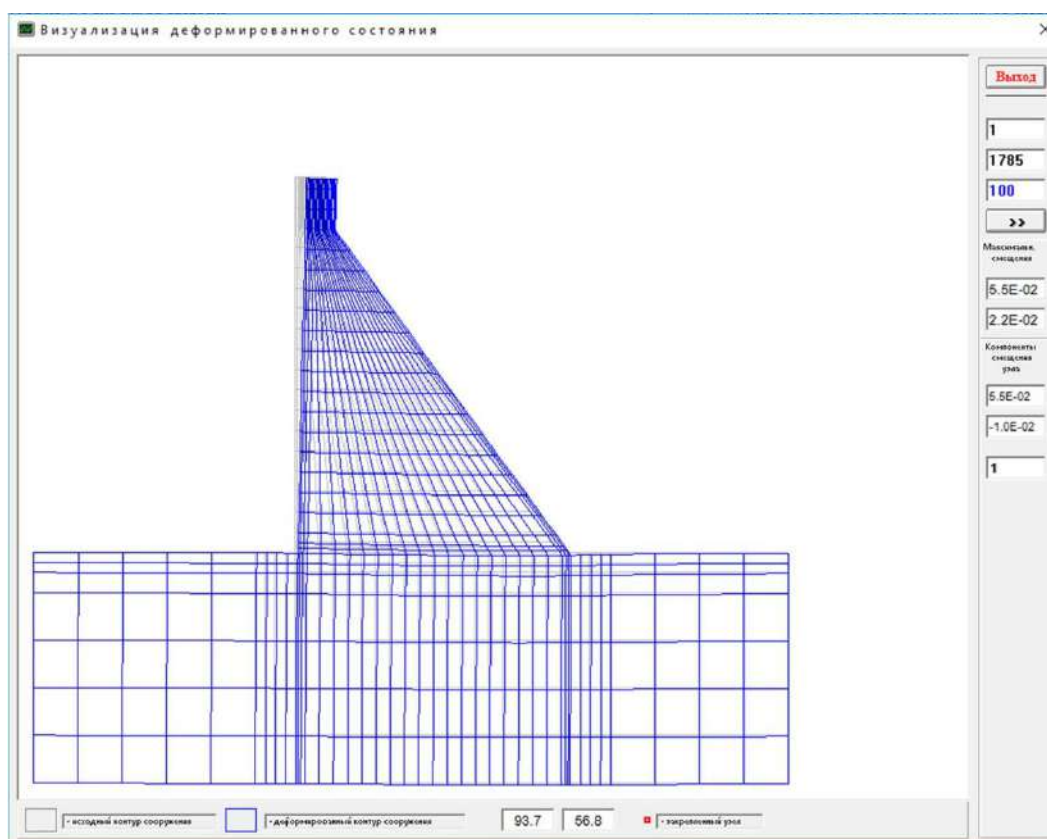 Визуализация деформированного состояния
Выход
1
1785
100
>>
Максимальн.
смещения
5.5E-02
2.2E-02
Компоненты
смещения
узла
5.5E-02
-1.0E-02
1
- исходный контур сооружения
- деформированный контур сооружения
93.7
56.8
- закрепленный узел